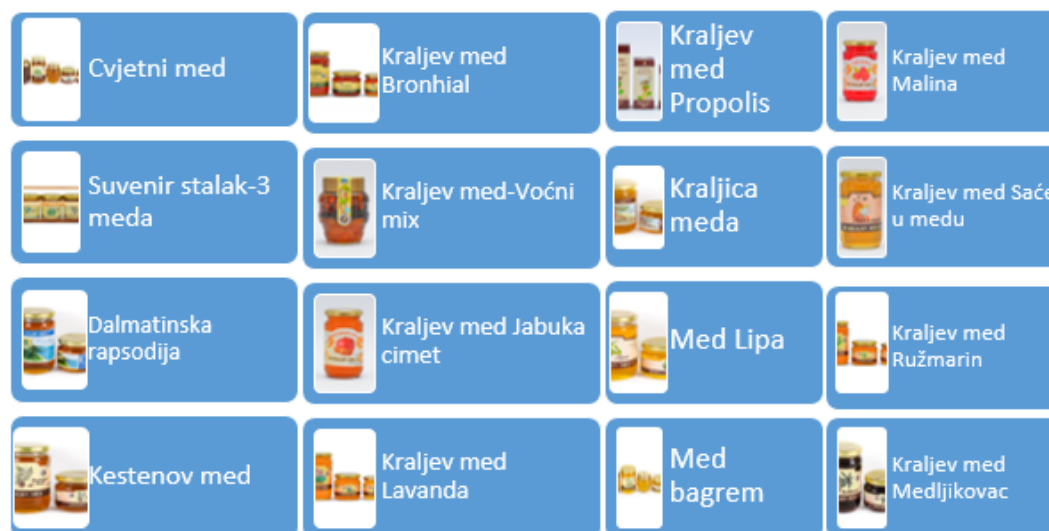 Cvjetni med
Kraljev med
Bronhial
Kraljev
med
Propolis
Kraljev med
Malina
Suvenir stalak-3
meda
Kraljev med-Voćni
mix
Kraljica
meda
Kraljev med Saće
u medu
Dalmatinska
rapsodija
Kraljev med Jabuka
cimet
Med Lipa
Kraljev med
Ružmarin
Kestenov med
Kraljev med
Lavanda
Med
bagrem
Kraljev med
Medljikovac